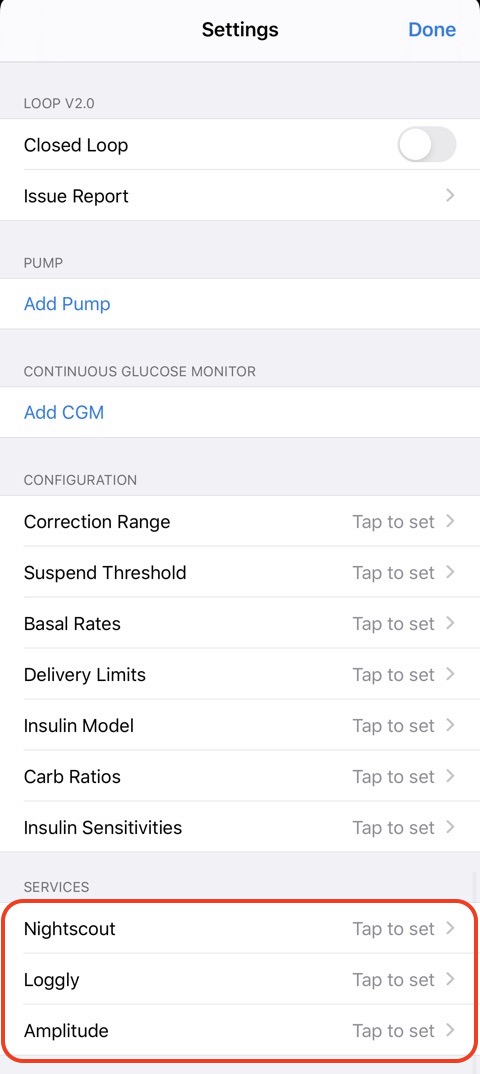 Settings Done
LOOP V2.0
Closed Loop
Issue Report
PUMP
Add Pump
CONTINUOUS GLUCOSE MONITOR
Add CGM
CONFIGURATION
Correction Range Tap to set
Suspend Threshold Tap to set
Basal Rates Tap to set
Delivery Limits Tap to set
Insulin Model Tap to set
Carb Ratios Tap to set
Insulin Sensitivities Tap to set
SERVICES
Nightscout Tap to set
Loggly Tap to set
Amplitude Tap to set